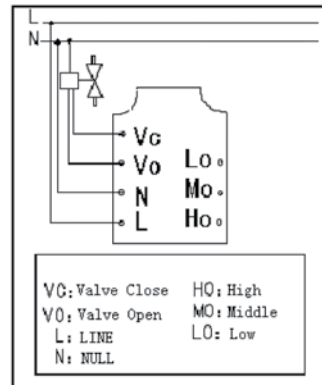 L
N
VC
VO LO
N MO
L HO
VC: Valve Close HO: High
VO: Valve Open MO: Middle
L: LINE LO: Low
N: NULL